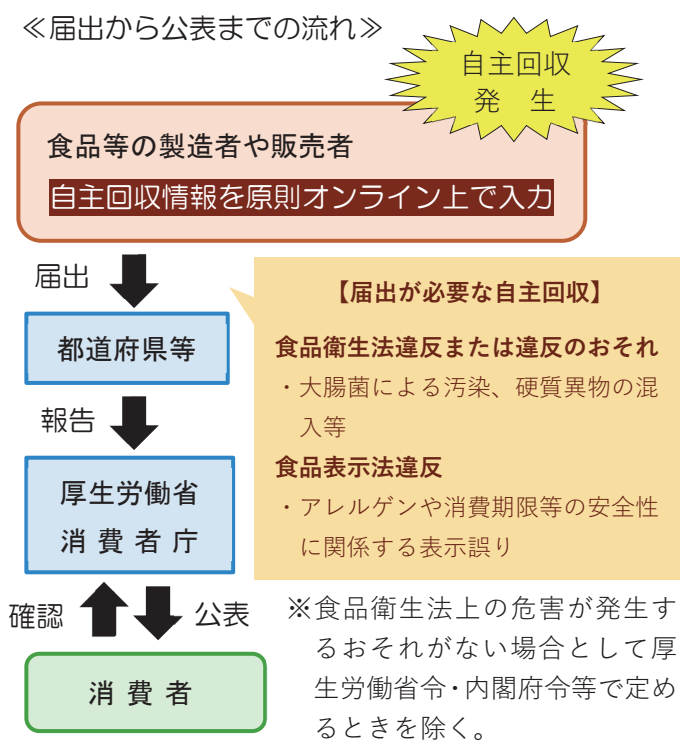 ≪届出から公表までの流れ≫
自主回収
発　生
食品等の製造者や販売者
自主回収情報を原則オンライン上で入力
届出
都道府県等
報告
厚生労働省
消費者庁
確認
公表
消費者
【届出が必要な自主回収】
食品衛生法違反または違反のおそれ
・大腸菌による汚染、硬質異物の混
入等
食品表示法違反
・アレルゲンや消費期限等の安全性
に関係する表示誤り
※食品衛生法上の危害が発生す
るおそれがない場合として厚
生労働省令・内閣府令等で定め
るときを除く。